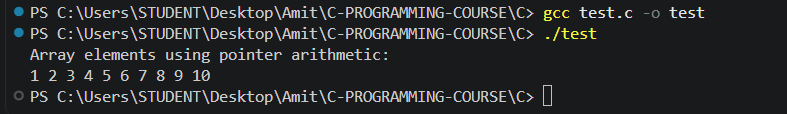 PS C:\Users\STUDENT\Desktop\Amit\C-PROGRAMMING-COURSE\C> gcc test.c -o test
PS C:\Users\STUDENT\Desktop\Amit\C-PROGRAMMING-COURSE\C> ./test
Array elements using pointer arithmetic:
1 2 3 4 5 6 7 8 9 10
PS C:\Users\STUDENT\Desktop\Amit\C-PROGRAMMING-COURSE\C>